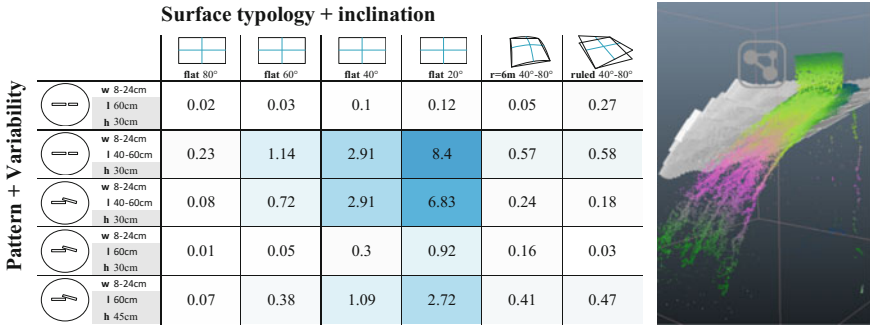 Surface typology + inclination
Pattern + Variability
flat 80° flat 60° flat 40° flat 20° r=6m 40°-80° ruled 40°-80°
w 8-24cm
l 60cm 0.02 0.03 0.1 0.12 0.05 0.27
h 30cm
w 8-24cm
l 40-60cm 0.23 1.14 2.91 8.4 0.57 0.58
h 30cm
w 8-24cm
l 40-60cm 0.08 0.72 2.91 6.83 0.24 0.18
h 30cm
w 8-24cm
l 60cm 0.01 0.05 0.3 0.92 0.16 0.03
h 30cm
w 8-24cm
l 60cm 0.07 0.38 1.09 2.72 0.41 0.47
h 45cm